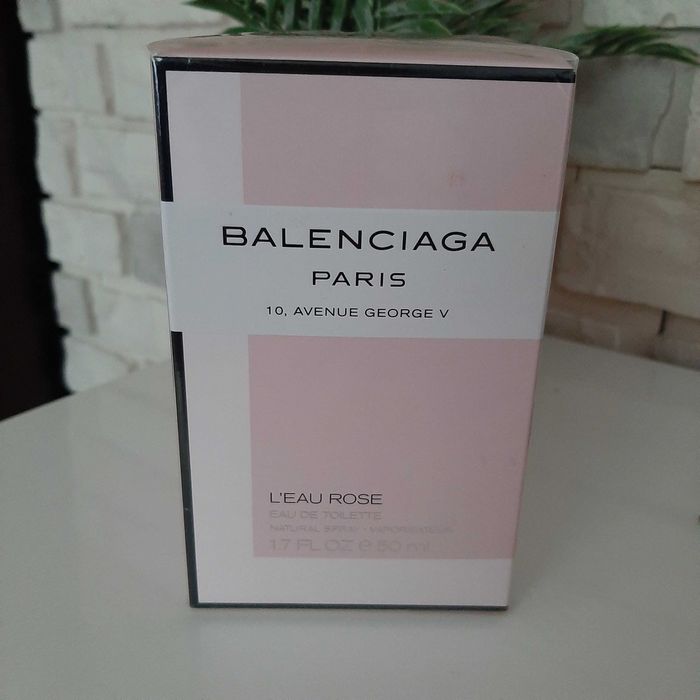 BALENCIAGA
PARIS
10, AVENUE GEORGE V
L'EAU ROSE
EAU DE TOILETTE
NATURAL SPRAY • VAPORISATEUR
1.7 FL OZ e 50 ml